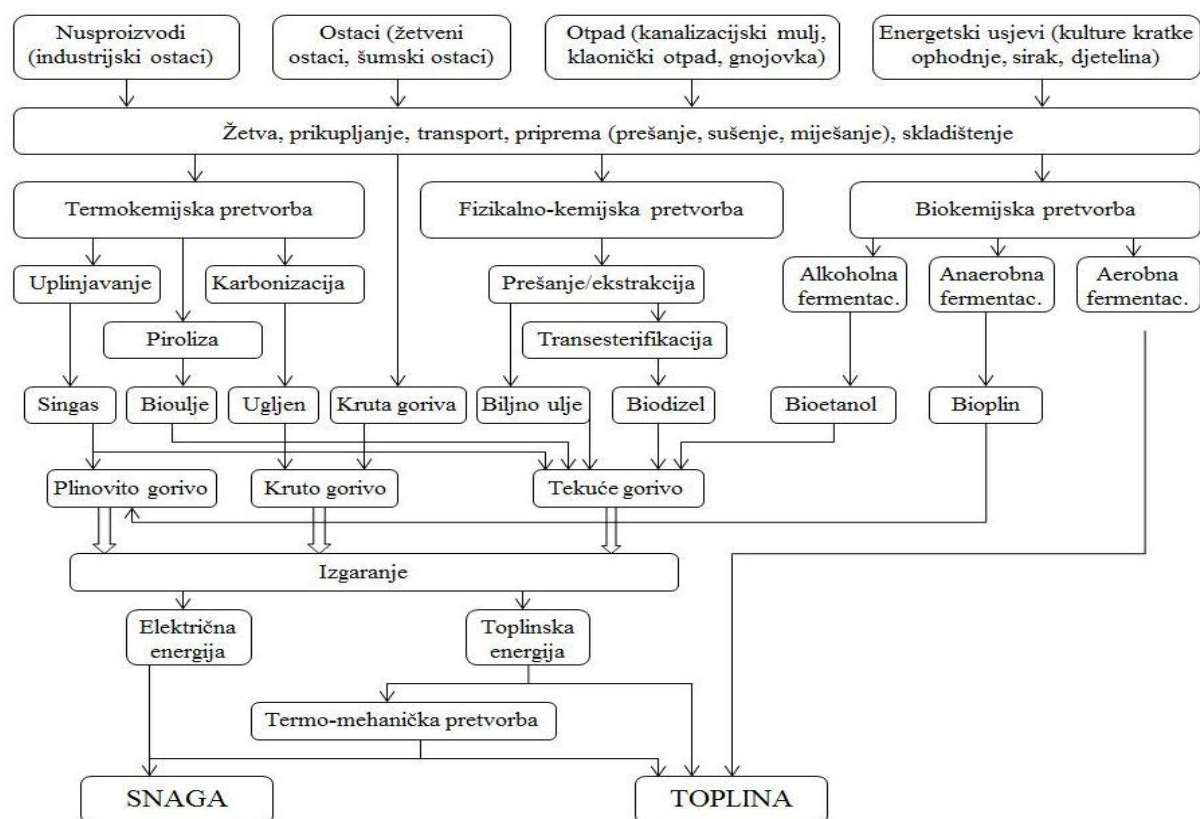 Nusproizvodi
(industrijski ostaci)
Ostaci (žetveni
ostaci, šumski ostaci)
Otpad (kanalizacijski mulj,
klaonički otpad, gnojovka)
Energetski usjevi (kulture kratke
ophodnje, sirak, djetelina)
Žetva, prikupljanje, transport, priprema (prešanje, sušenje, miješanje), skladištenje
Termokemijska pretvorba
Fizikalno-kemijska pretvorba
Biokemijska pretvorba
Uplinjavanje
Karbonizacija
Prešanje/ekstrakcija
Alkoholna
fermentac.
Anaerobna
fermentac.
Aerobna
fermentac.
Piroliza
Transesterifikacija
Singas
Bioulje
Ugljen
Kruta goriva
Biljno ulje
Biodizel
Bioetanol
Bioplin
Plinovito gorivo
Kruto gorivo
Tekuće gorivo
Izgaranje
Električna
energija
Toplinska
energija
Termo-mehanička pretvorba
SNAGA
TOPLINA